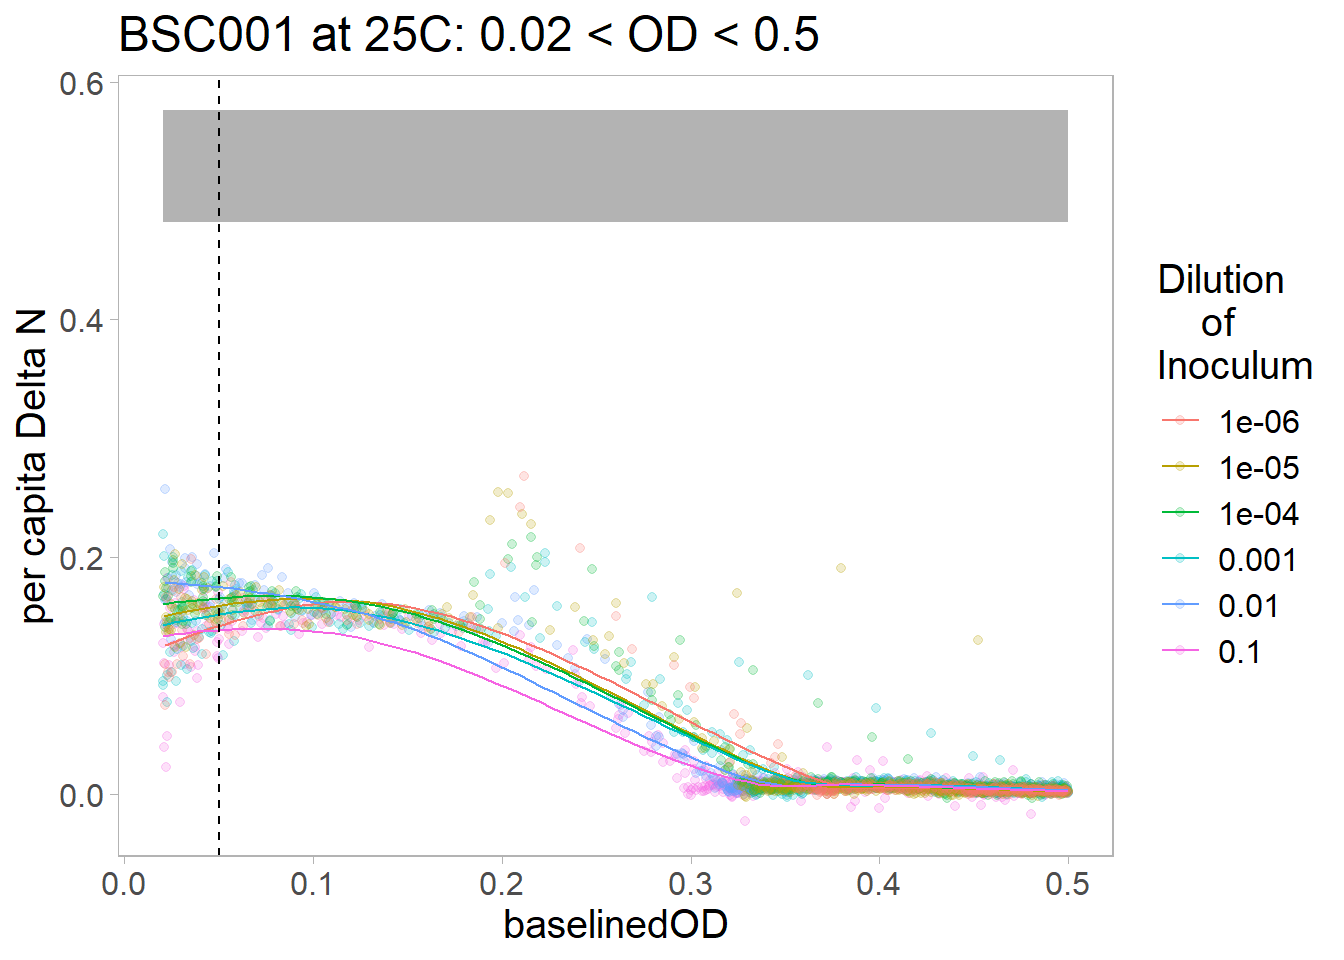 BSC001 at 25C: 0.02 < OD < 0.5
per capita Delta N
0.6
0.4
0.2
0.0
0.0 0.1 0.2 0.3 0.4 0.5
baselinedOD
Dilution
of
Inoculum
1e-06
1e-05
1e-04
0.001
0.01
0.1